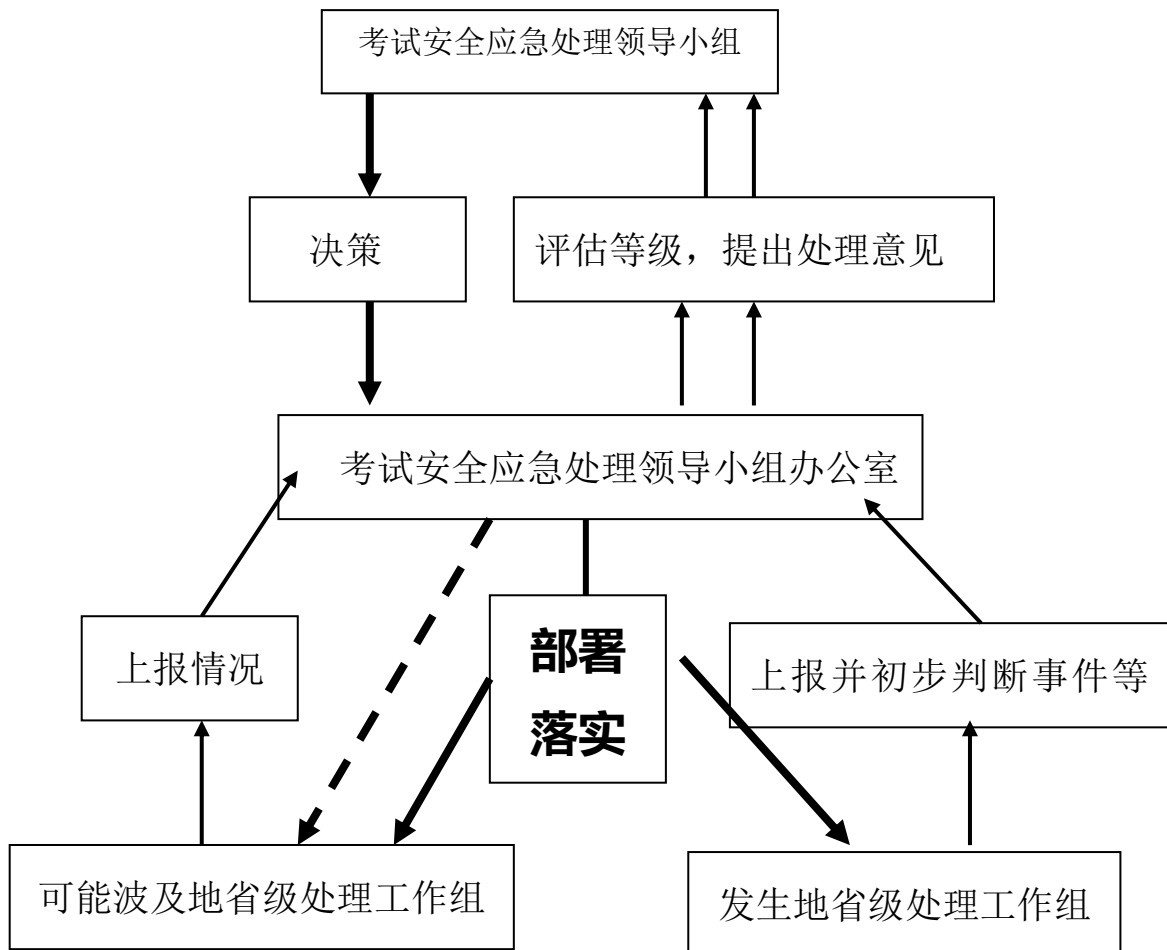 考试安全应急处理领导小组
决策
评估等级，提出处理意见
考试安全应急处理领导小组办公室
部署
落实
上报情况
上报并初步判断事件等
可能波及地省级处理工作组
发生地省级处理工作组